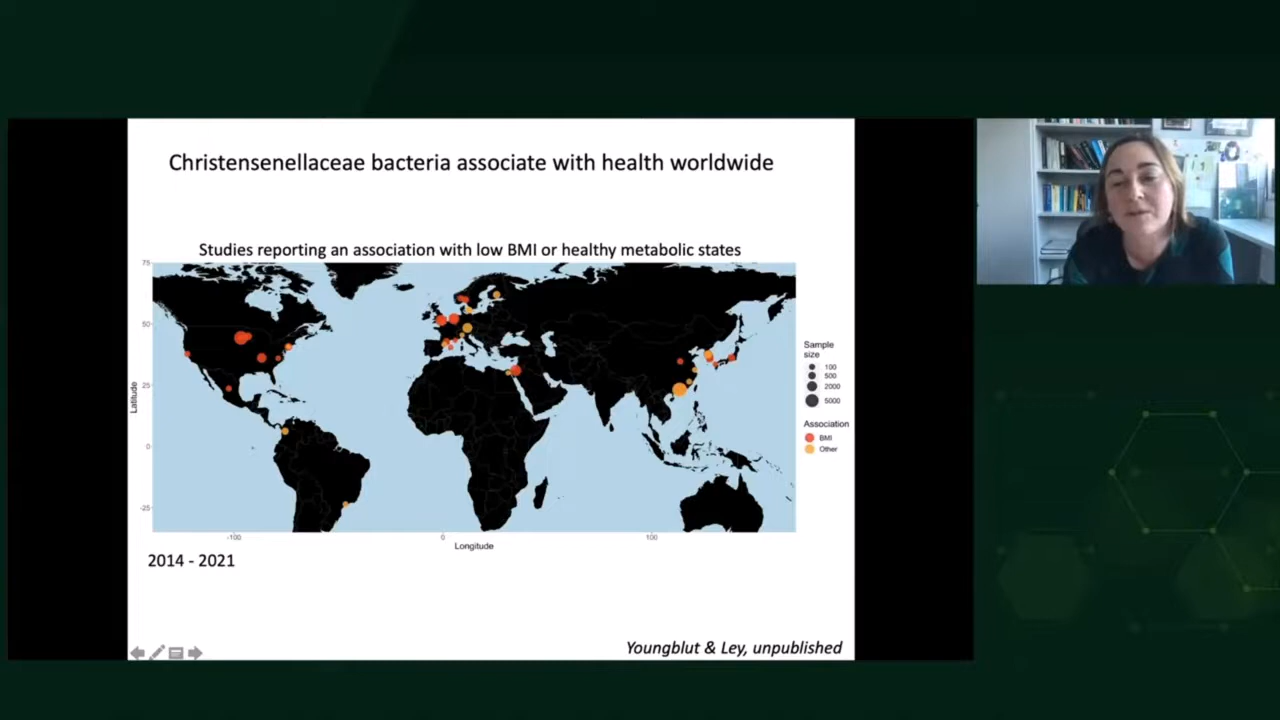 Christensenellaceae bacteria associate with health worldwide
Studies reporting an association with low BMI or healthy metabolic states
75
50
25
0
-25
Latitude
-100
0
100
Longitude
Sample
size
100
500
2000
5000
Association
BMI
Other
2014 - 2021
Youngblut & Ley, unpublished